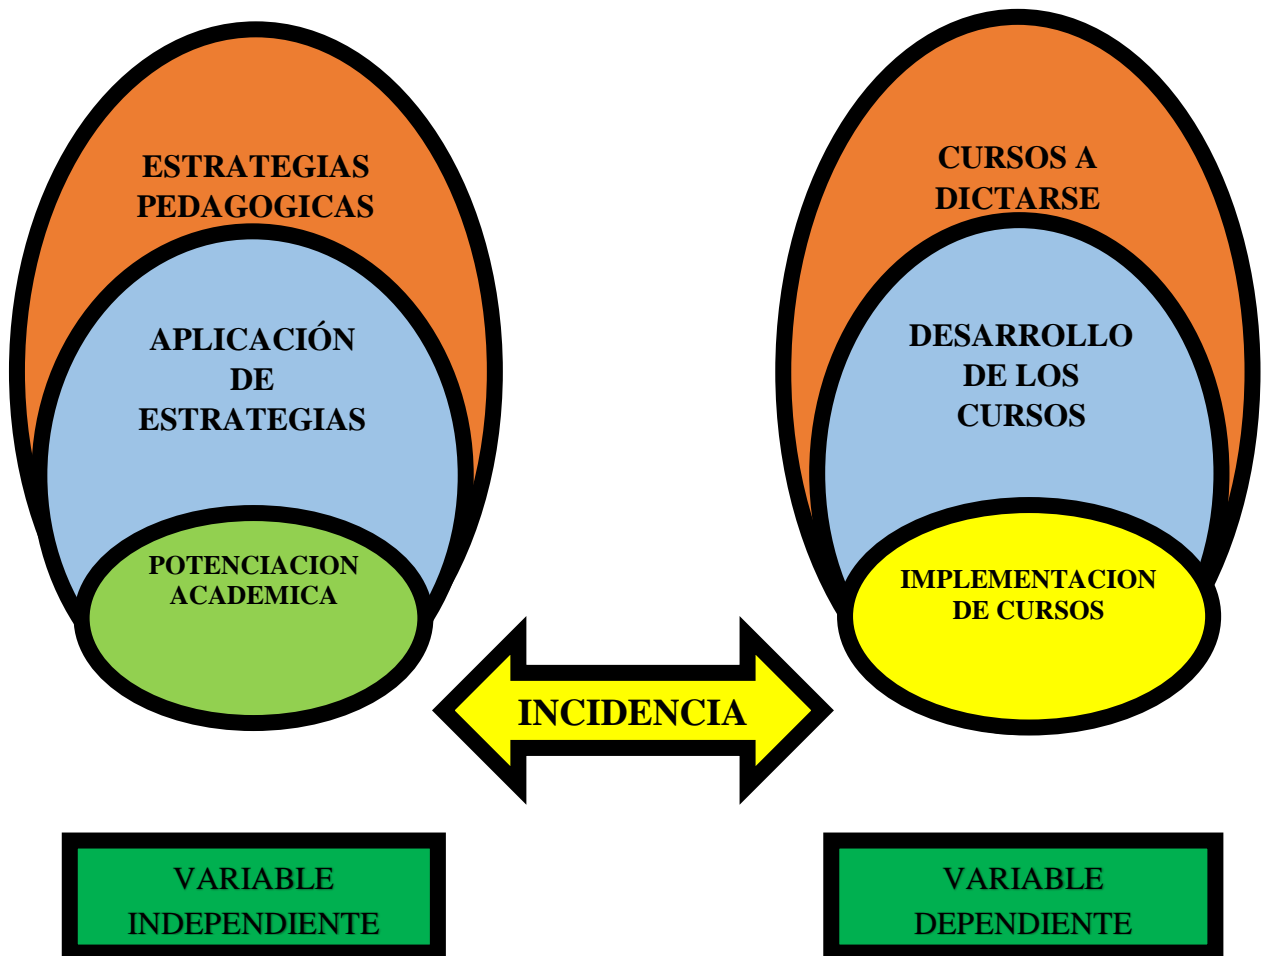 ESTRATEGIAS
PEDAGOGICAS
APLICACIÓN
DE
ESTRATEGIAS
POTENCIACION
ACADEMICA
CURSOS A
DICTARSE
DESARROLLO
DE LOS
CURSOS
IMPLEMENTACION
DE CURSOS
INCIDENCIA
VARIABLE
INDEPENDIENTE
VARIABLE
DEPENDIENTE